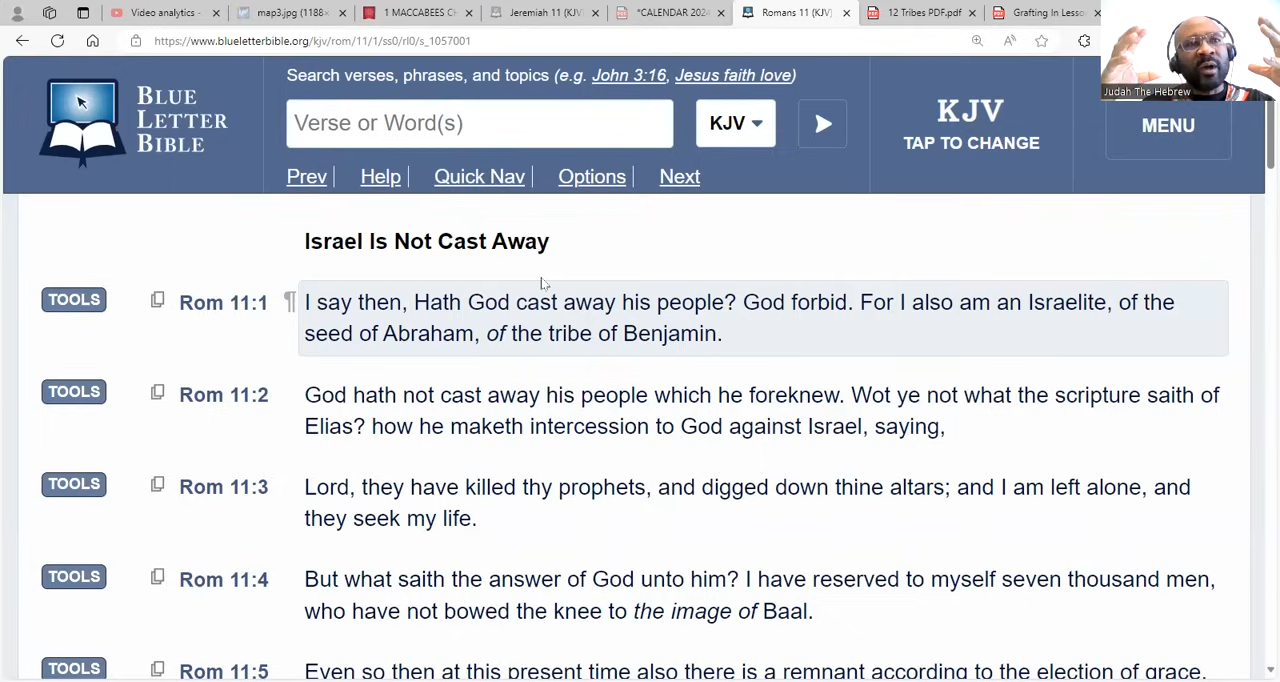 Video analytics -
map3.jpg (1188×
1 MACCABEES CH
Jeremiah 11 (KJV
*CALENDAR 2024
Romans 11 (KJV)
12 Tribes PDF.pdf
Grafting In Lesso
https://www.blueletterbible.org/kjv/rom/11/1/ss0/rl0/s_1057001
Judah The Hebrew
BLUE
LETTER
BIBLE
Search verses, phrases, and topics (e.g. John 3:16, Jesus faith love)
Verse or Word(s)
KJV
KJV
TAP TO CHANGE
MENU
Prev| Help| Quick Nav| Options| Next
Israel Is Not Cast Away
TOOLS Rom 11:1 ¶ I say then, Hath God cast away his people? God forbid. For I also am an Israelite, of the
seed of Abraham, of the tribe of Benjamin.
TOOLS Rom 11:2 God hath not cast away his people which he foreknew. Wot ye not what the scripture saith of
Elias? how he maketh intercession to God against Israel, saying,
TOOLS Rom 11:3 Lord, they have killed thy prophets, and digged down thine altars; and I am left alone, and
they seek my life.
TOOLS Rom 11:4 But what saith the answer of God unto him? I have reserved to myself seven thousand men,
who have not bowed the knee to the image of Baal.
TOOLS Rom 11:5 Even so then at this present time also there is a remnant according to the election of grace.